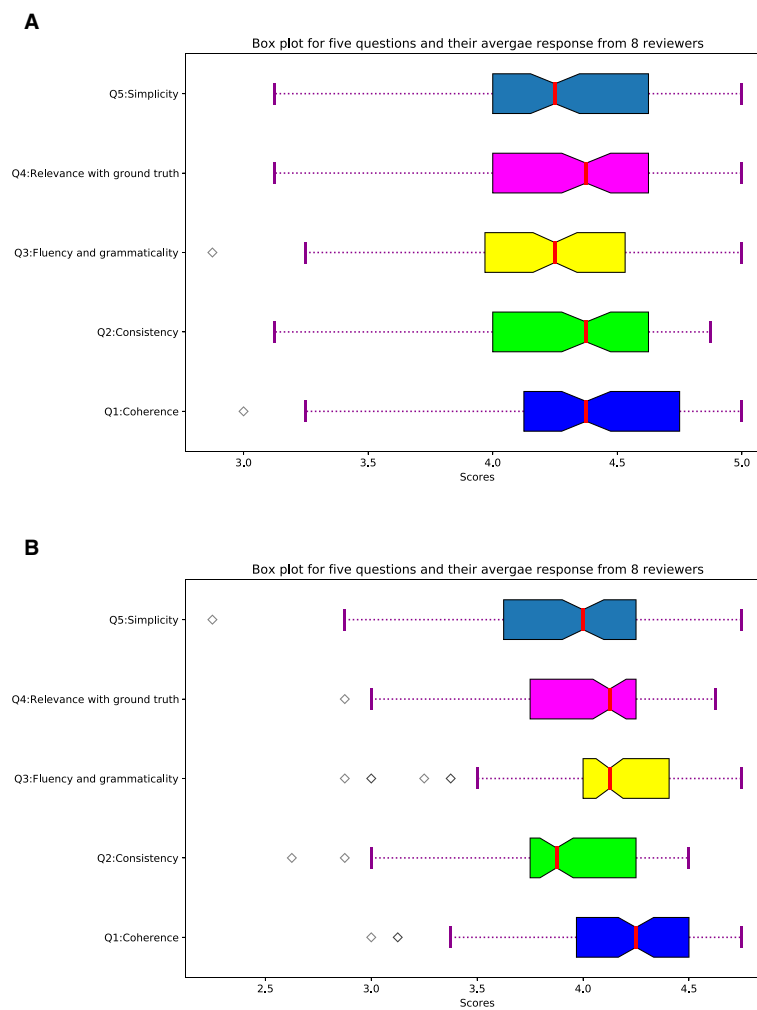 A
Box plot for five questions and their avergae response from 8 reviewers
Q5:Simplicity
Q4:Relevance with ground truth
Q3:Fluency and grammaticality
Q2:Consistency
Q1:Coherence
3.0 3.5 4.0 4.5 5.0
Scores
B
Box plot for five questions and their avergae response from 8 reviewers
Q5:Simplicity
Q4:Relevance with ground truth
Q3:Fluency and grammaticality
Q2:Consistency
Q1:Coherence
2.5 3.0 3.5 4.0 4.5
Scores